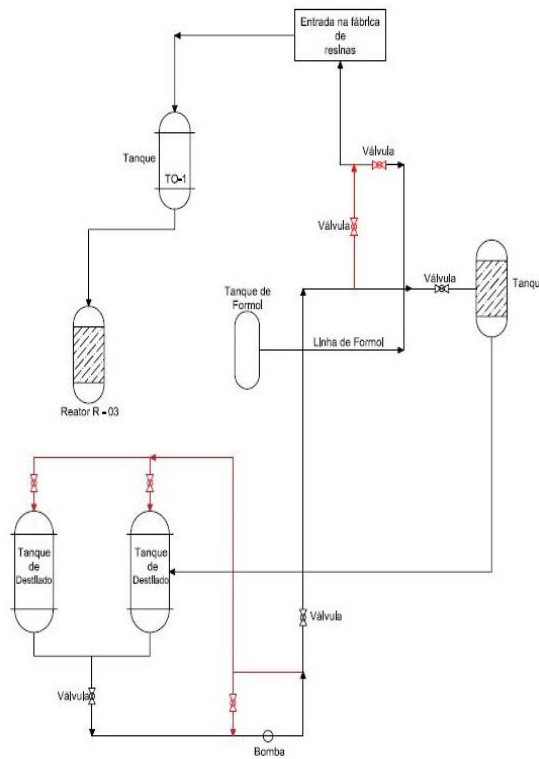 Entrada na fábrica
de
resinas
Válvula
Tanque
TO-1
Válvula
Válvula
Tanqu
Tanque de
Formol
Linha de Formol
Reator R - 03
Tanque
de
Destilado
Tanque
de
Destilado
Válvula
Válvula
Bomba